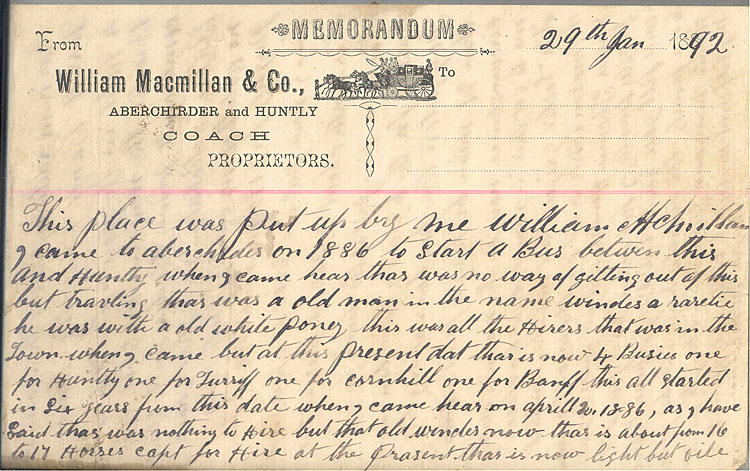 MEMORANDUM
From
29th Jan 1892
William Macmillan & Co.,
To
ABERCHIRDER and HUNTLY
COACH
PROPRIETORS.
This place was put up by me William McMillan
I came to aberchirder on 1886 to Start a Bus betwin this
and Huntly when I came hear thar was no way of gitting out of this
but travling thar was a old man in the name windes a
he was with a old white poney this was all the Hirers that was in the
Town when I came but at this present dat thar is now 4 Busies one
for Huntly one for Turriff one for cornhill one for Banff this all started
in Six years from this date when I came hear on april 2. 1886, as I have
Said thar was nothing to Hire but that old windes now thar is about from 16
to 17 Horses capt for Hire at the Prasent thar is now light but oile